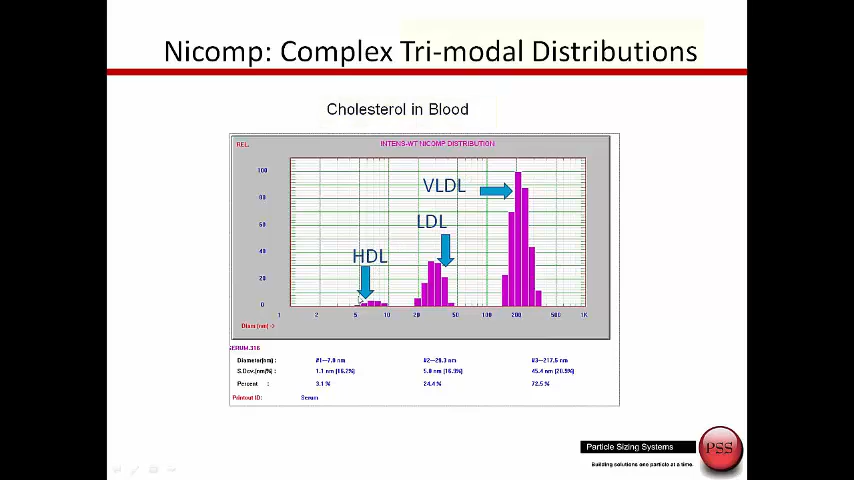 Nicomp: Complex Tri-modal Distributions
Cholesterol in Blood
REL. INTENS-WT NICOMP DISTRIBUTION
100
80
60
40
20
0
VLDL
LDL
HDL
1 2 5 10 20 50 100 200 500 1K
Diam (nm) ->
SERUM.316
Diameter(nm) : #1—7.0 nm #2—29.3 nm #3—217.5 nm
S.Dev.(nm/%) : 1.1 nm (16.2%) 5.0 nm (16.9%) 45.4 nm (20.9%)
Percent : 3.1 % 24.4 % 72.5 %
Printout ID: Serum
Particle Sizing Systems
PSS
Building solutions one particle at a time.